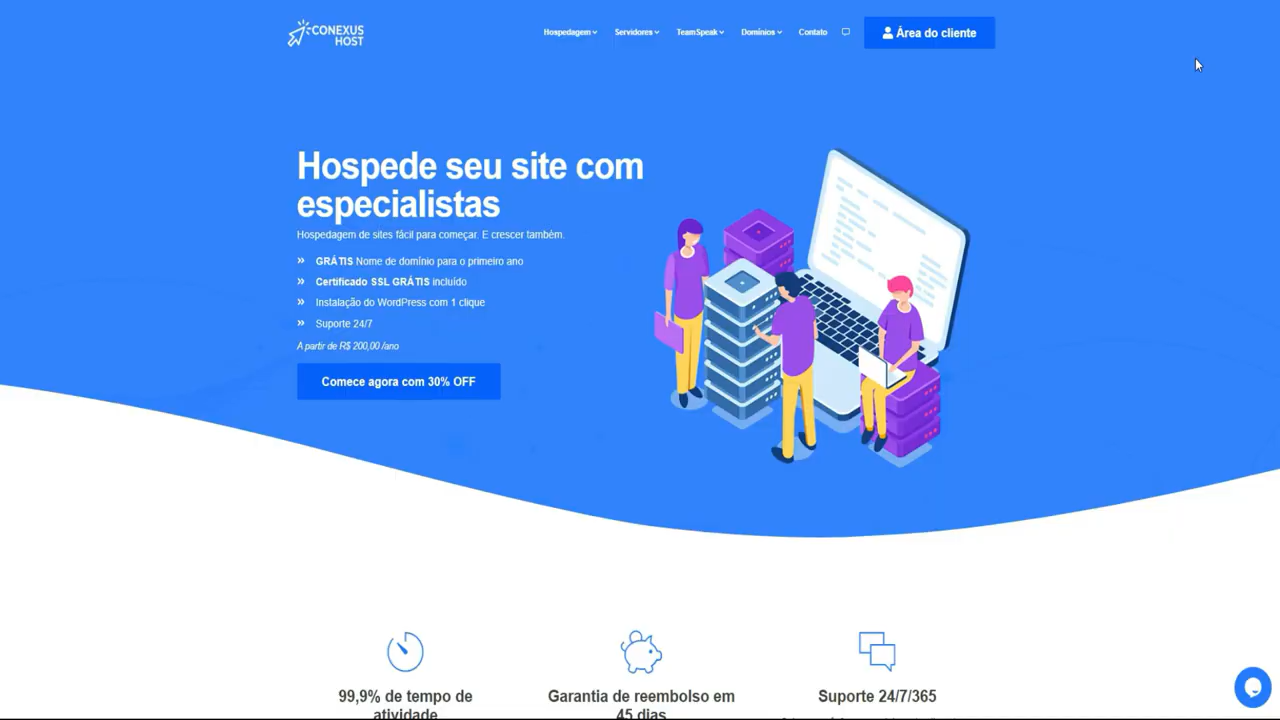 CONEXUS
HOST
Hospedagem
Servidores
TeamSpeak
Domínios
Contato
Área do cliente
Hospede seu site com
especialistas
Hospedagem de sites fácil para começar. E crescer também.
» GRÁTIS Nome de domínio para o primeiro ano
» Certificado SSL GRÁTIS incluído
» Instalação do WordPress com 1 clique
» Suporte 24/7
A partir de R$ 200,00 /ano
Comece agora com 30% OFF
99,9% de tempo de
atividade
Garantia de reembolso em
45 dias
Suporte 24/7/365